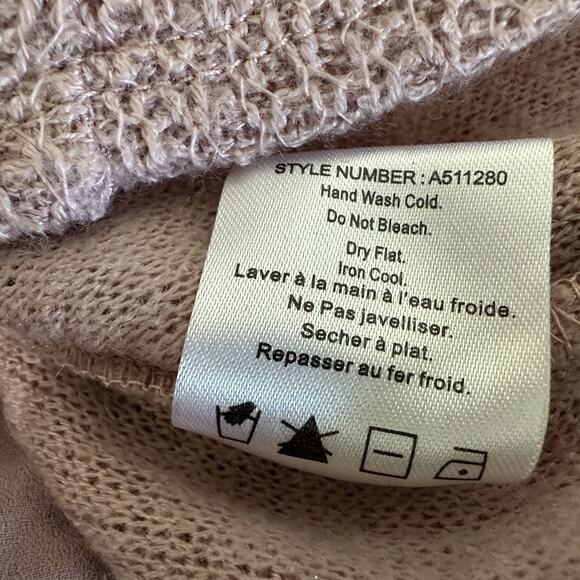 STYLE NUMBER : A511280
Hand Wash Cold.
Do Not Bleach.
Dry Flat.
Iron Cool.
Laver à la main à l'eau froide.
Ne Pas javelliser.
Secher à plat.
Repasser au fer froid.